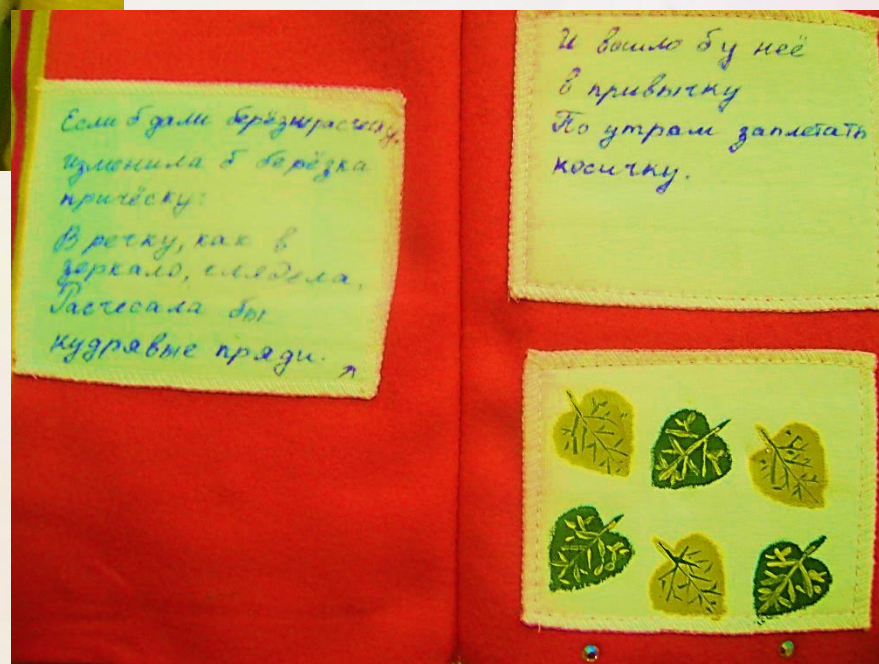 Если б дали берёзке расчёску,
Изменила б берёзка
причёску:
В речку, как в
зеркало, глядела,
Расчесала бы
кудрявые пряди.
И вошло бу неё
в привычку
По утрам заплетать
косичку.